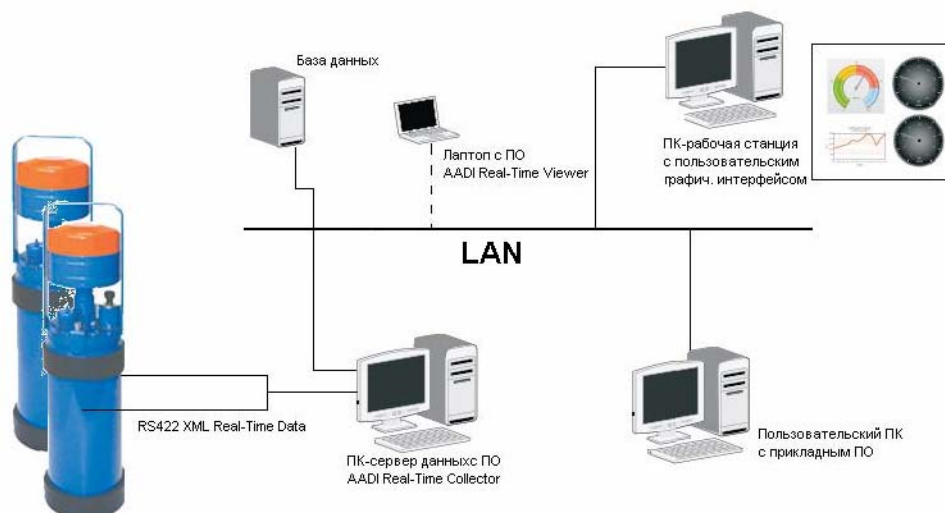 База данных
Лаптоп с ПО
AADI Real-Time Viewer
ПК-рабочая станция
с пользовательским
графич. интерфейсом
LAN
RS422 XML Real-Time Data
ПК-сервер данныхс ПО
AADI Real-Time Collector
Пользовательский ПК
с прикладным ПО